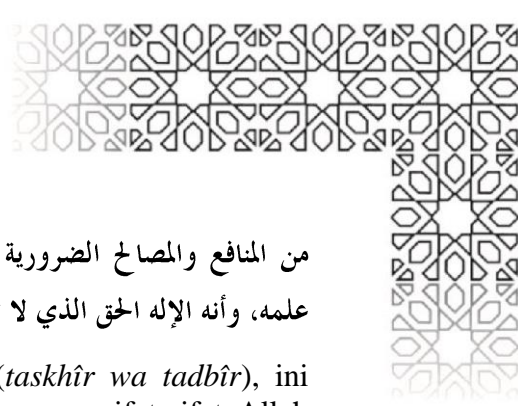 من المنافع والمصالح الضرورية
علمه، وأنه الإله الحق الذي لا
(taskhîr wa tadbîr), ini